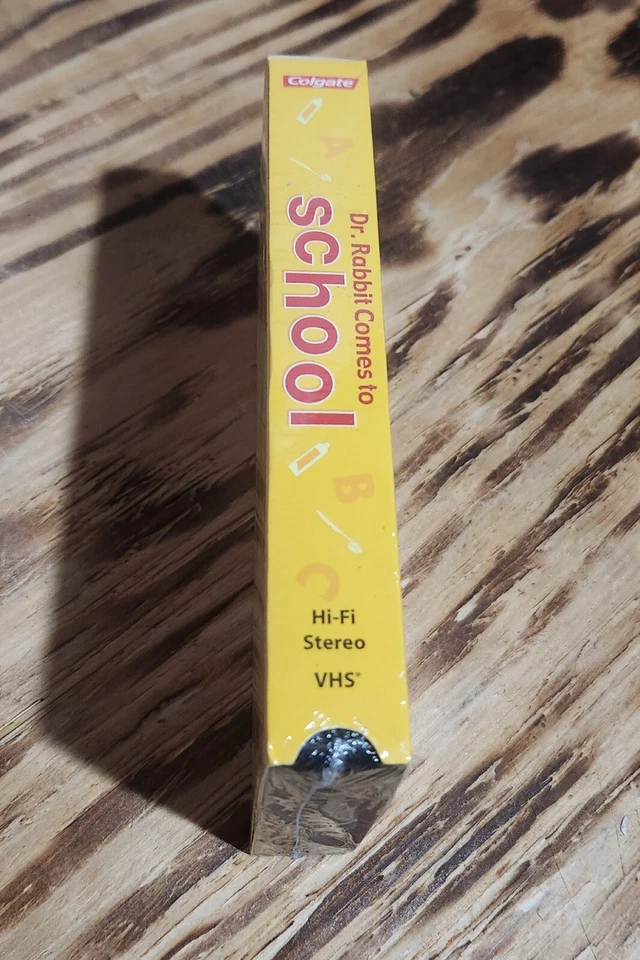 Colgate
A
Dr. Rabbit Comes to
school
B
C
Hi-Fi
Stereo
VHS®